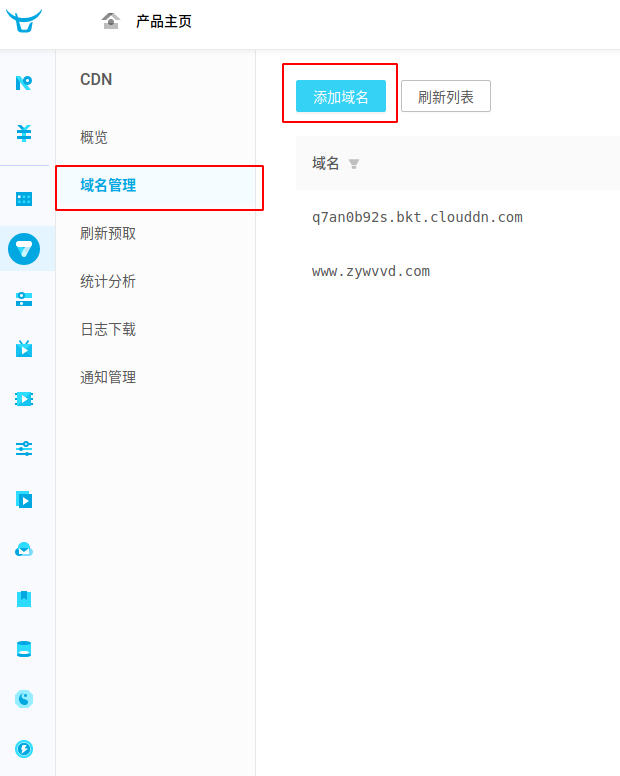 产品主页
CDN
概览
域名管理
刷新预取
统计分析
日志下载
通知管理
添加域名
刷新列表
域名
q7an0b92s.bkt.clouddn.com
www.zywvvd.com